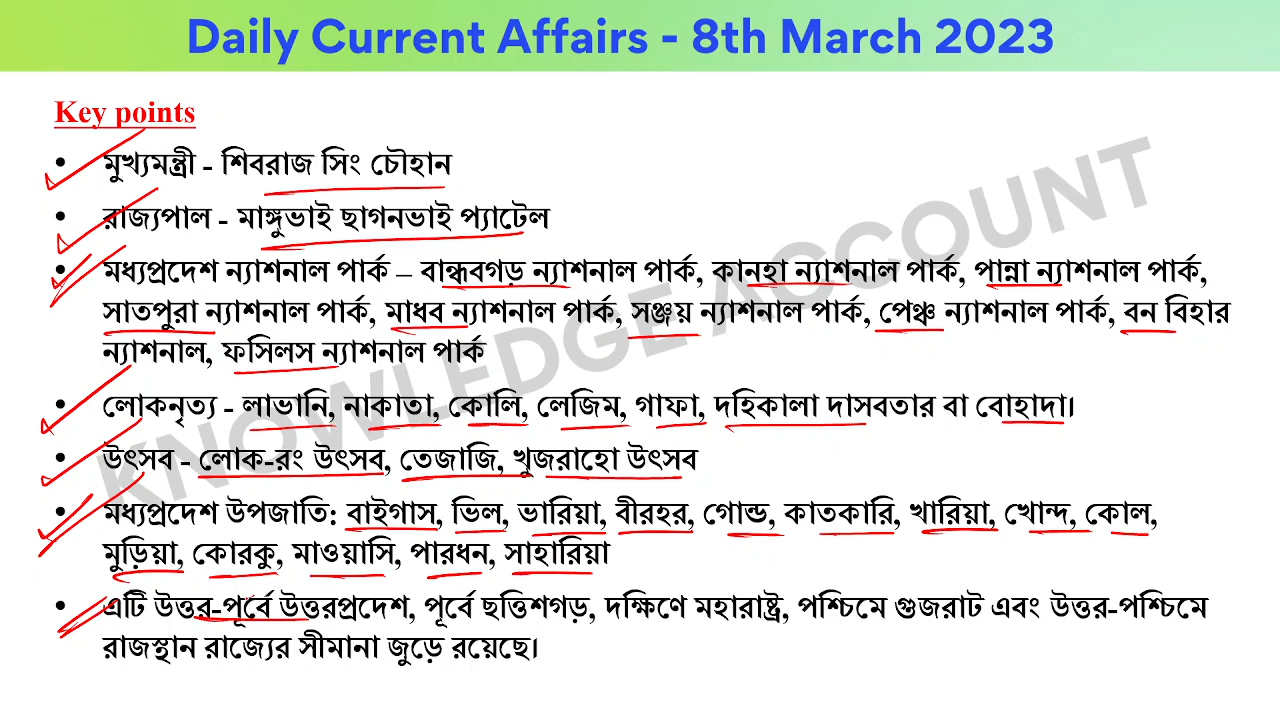 Daily Current Affairs - 8th March 2023
Key points
• মুখ্যমন্ত্রী - শিবরাজ সিং চৌহান
• রাজ্যপাল - মাঙ্গুভাই ছাগনভাই প্যাটেল
• মধ্যপ্রদেশ ন্যাশনাল পার্ক – বান্ধবগড় ন্যাশনাল পার্ক, কানহা ন্যাশনাল পার্ক, পান্না ন্যাশনাল পার্ক,
সাতপুরা ন্যাশনাল পার্ক, মাধব ন্যাশনাল পার্ক, সঞ্জয় ন্যাশনাল পার্ক, পেঞ্চ ন্যাশনাল পার্ক, বন বিহার
ন্যাশনাল, ফসিলস ন্যাশনাল পার্ক
• লোকনৃত্য - লাভানি, নাকাতা, কোলি, লেজিম, গাফা, দহিকালা দাসবতার বা বোহাদা।
• উৎসব - লোক-রং উৎসব, তেজাজি, খুজরাহো উৎসব
• মধ্যপ্রদেশ উপজাতি: বাইগাস, ভিল, ভারিয়া, বীরহর, গোন্ড, কাতকারি, খারিয়া, খোন্দ, কোল,
মুড়িয়া, কোরকু, মাওয়াসি, পারধন, সাহারিয়া
• এটি উত্তর-পূর্বে উত্তরপ্রদেশ, পূর্বে ছত্তিশগড়, দক্ষিণে মহারাষ্ট্র, পশ্চিমে গুজরাট এবং উত্তর-পশ্চিমে
রাজস্থান রাজ্যের সীমানা জুড়ে রয়েছে।
KNOWLEDGE ACCOUNT